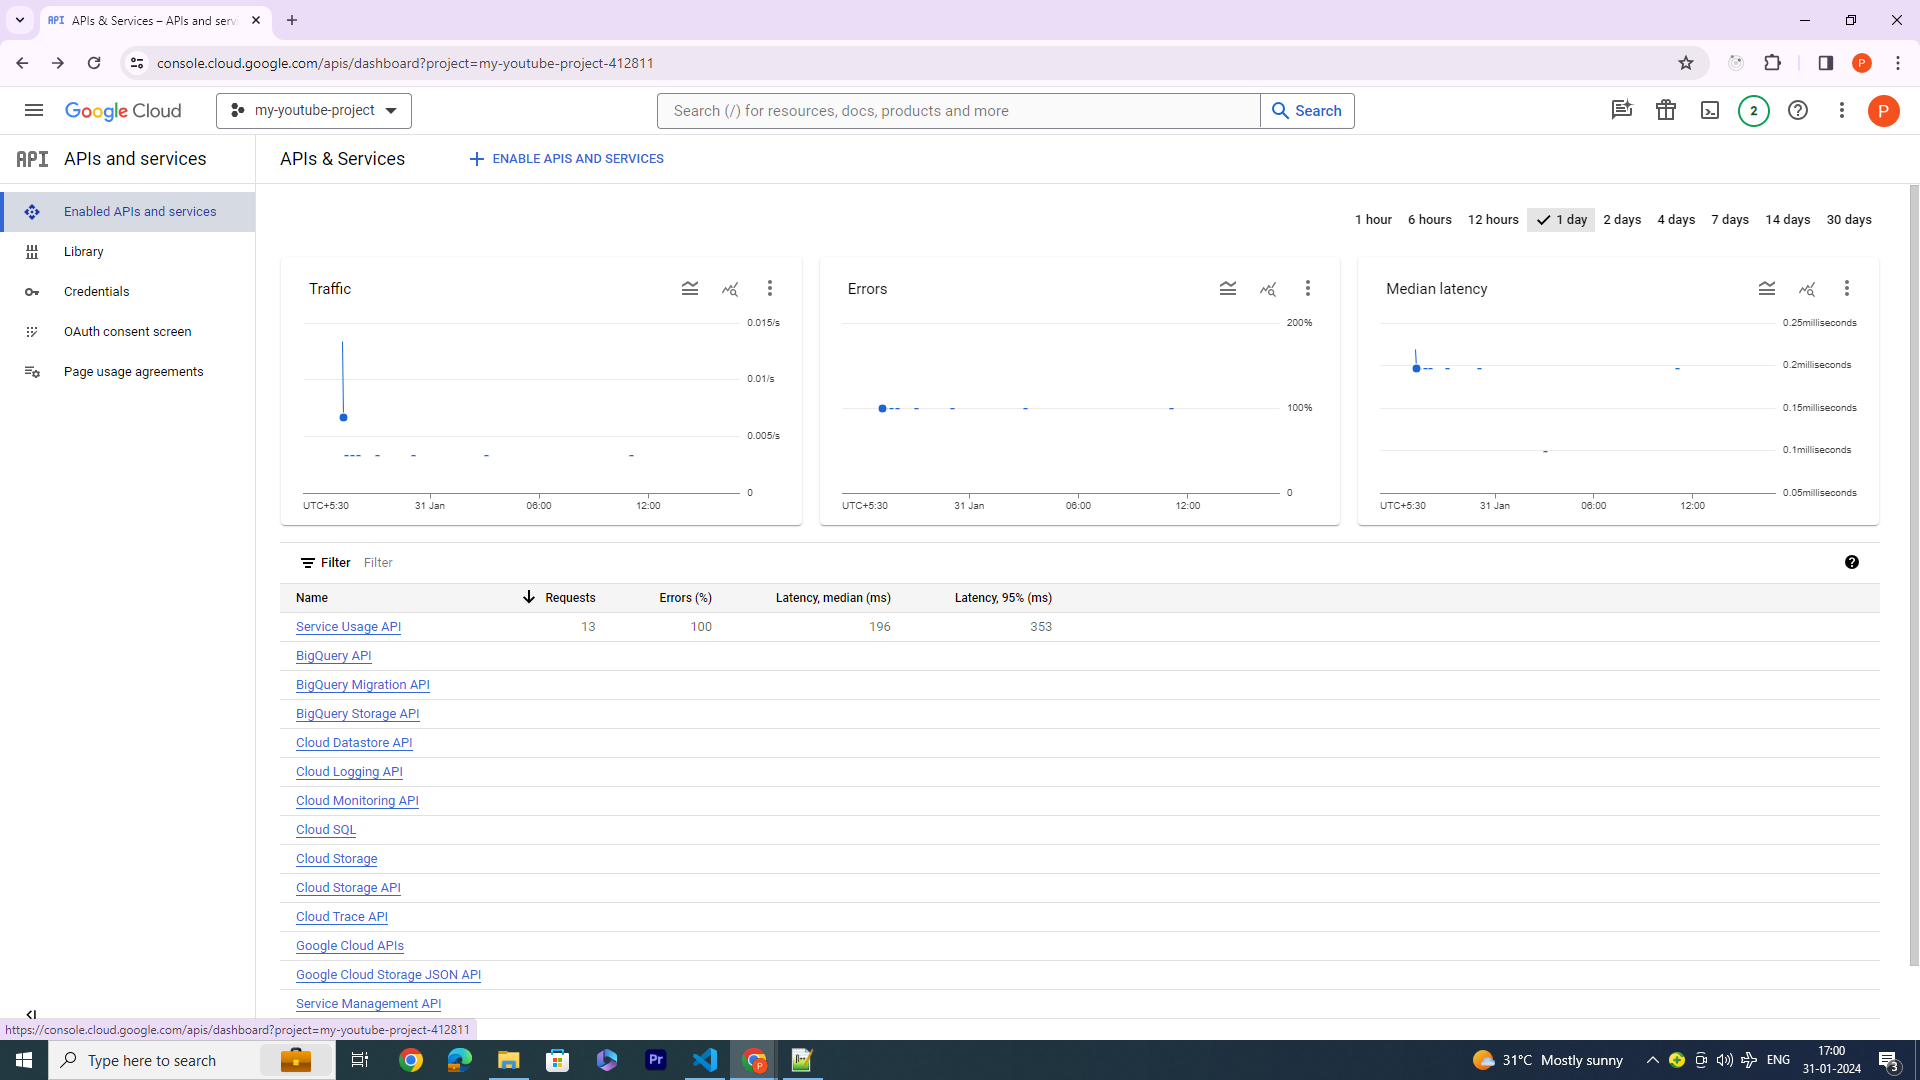 API APIs & Services – APIs and servi
console.cloud.google.com/apis/dashboard?project=my-youtube-project-412811
P
Google Cloud
my-youtube-project
Search (/) for resources, docs, products and more
Search
2
P
API APIs and services
APIs & Services
ENABLE APIS AND SERVICES
Enabled APIs and services
Library
Credentials
OAuth consent screen
Page usage agreements
1 hour 6 hours 12 hours 1 day 2 days 4 days 7 days 14 days 30 days
Traffic
0.015/s
0.01/s
0.005/s
0
UTC+5:30 31 Jan 06:00 12:00
Errors
200%
100%
0
UTC+5:30 31 Jan 06:00 12:00
Median latency
0.25milliseconds
0.2milliseconds
0.15milliseconds
0.1milliseconds
0.05milliseconds
UTC+5:30 31 Jan 06:00 12:00
Filter Filter
Name Requests Errors (%) Latency, median (ms) Latency, 95% (ms)
Service Usage API 13 100 196 353
BigQuery API
BigQuery Migration API
BigQuery Storage API
Cloud Datastore API
Cloud Logging API
Cloud Monitoring API
Cloud SQL
Cloud Storage
Cloud Storage API
Cloud Trace API
Google Cloud APIs
Google Cloud Storage JSON API
Service Management API
https://console.cloud.google.com/apis/dashboard?project=my-youtube-project-412811
Type here to search
Pr
P
31°C Mostly sunny
ENG
17:00
31-01-2024
3